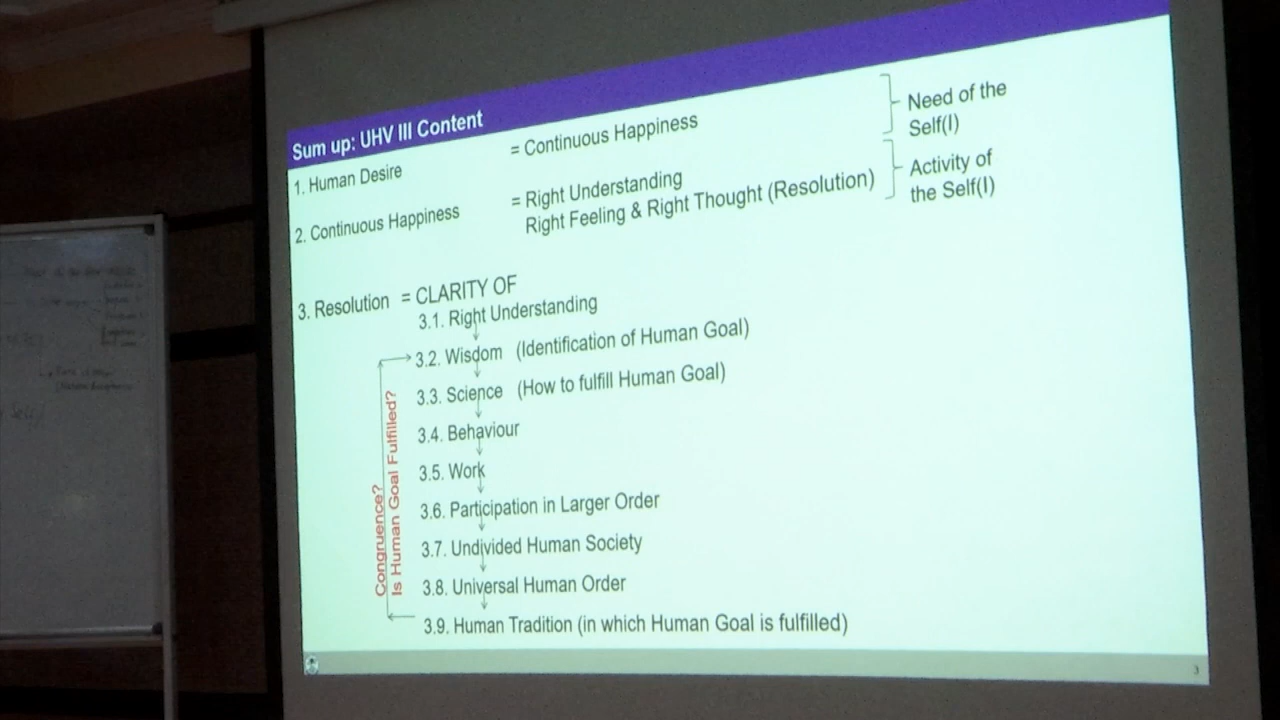 Sum up: UHV III Content
1. Human Desire = Continuous Happiness
Need of the
Self(I)
2. Continuous Happiness = Right Understanding
Right Feeling & Right Thought (Resolution)
Activity of
the Self(I)
3. Resolution = CLARITY OF
3.1. Right Understanding
3.2. Wisdom (Identification of Human Goal)
3.3. Science (How to fulfill Human Goal)
3.4. Behaviour
3.5. Work
3.6. Participation in Larger Order
3.7. Undivided Human Society
3.8. Universal Human Order
3.9. Human Tradition (in which Human Goal is fulfilled)
Congruence?
Is Human Goal Fulfilled?
3